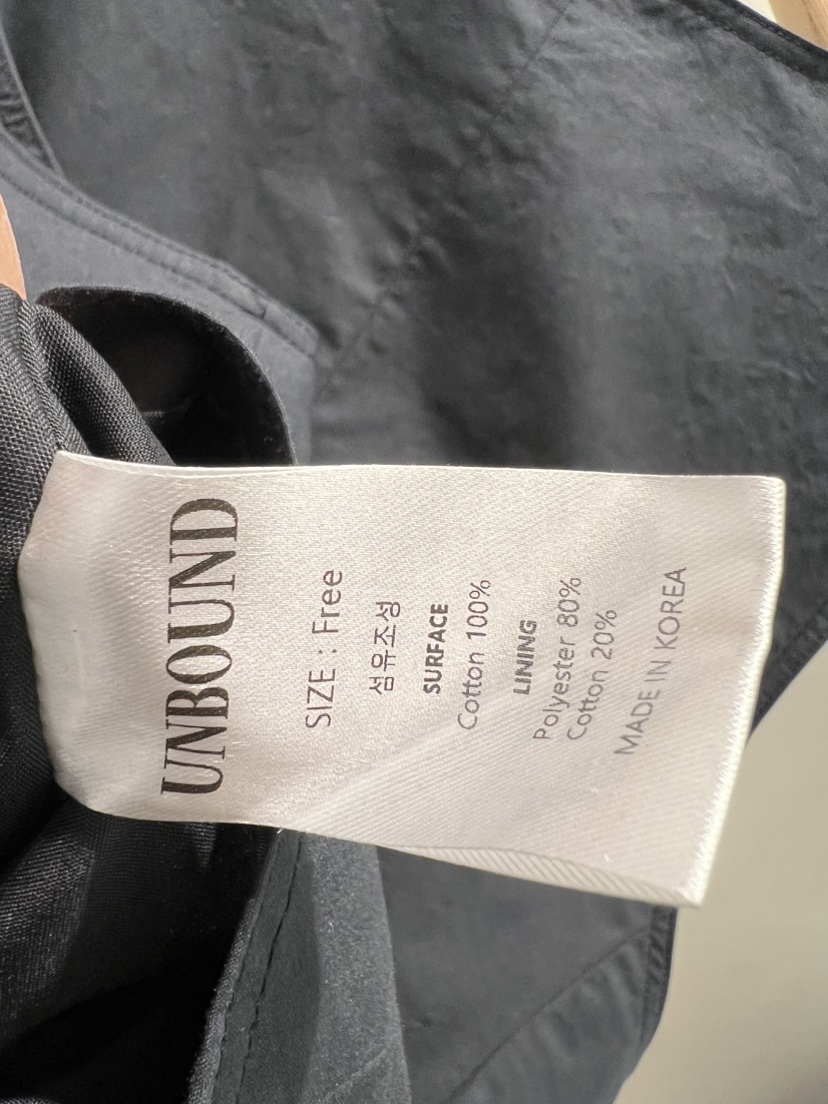 UNBOUND
SIZE : Free
섬유조성
SURFACE
Cotton 100%
LINING
Polyester 80%
Cotton 20%
MADE IN KOREA